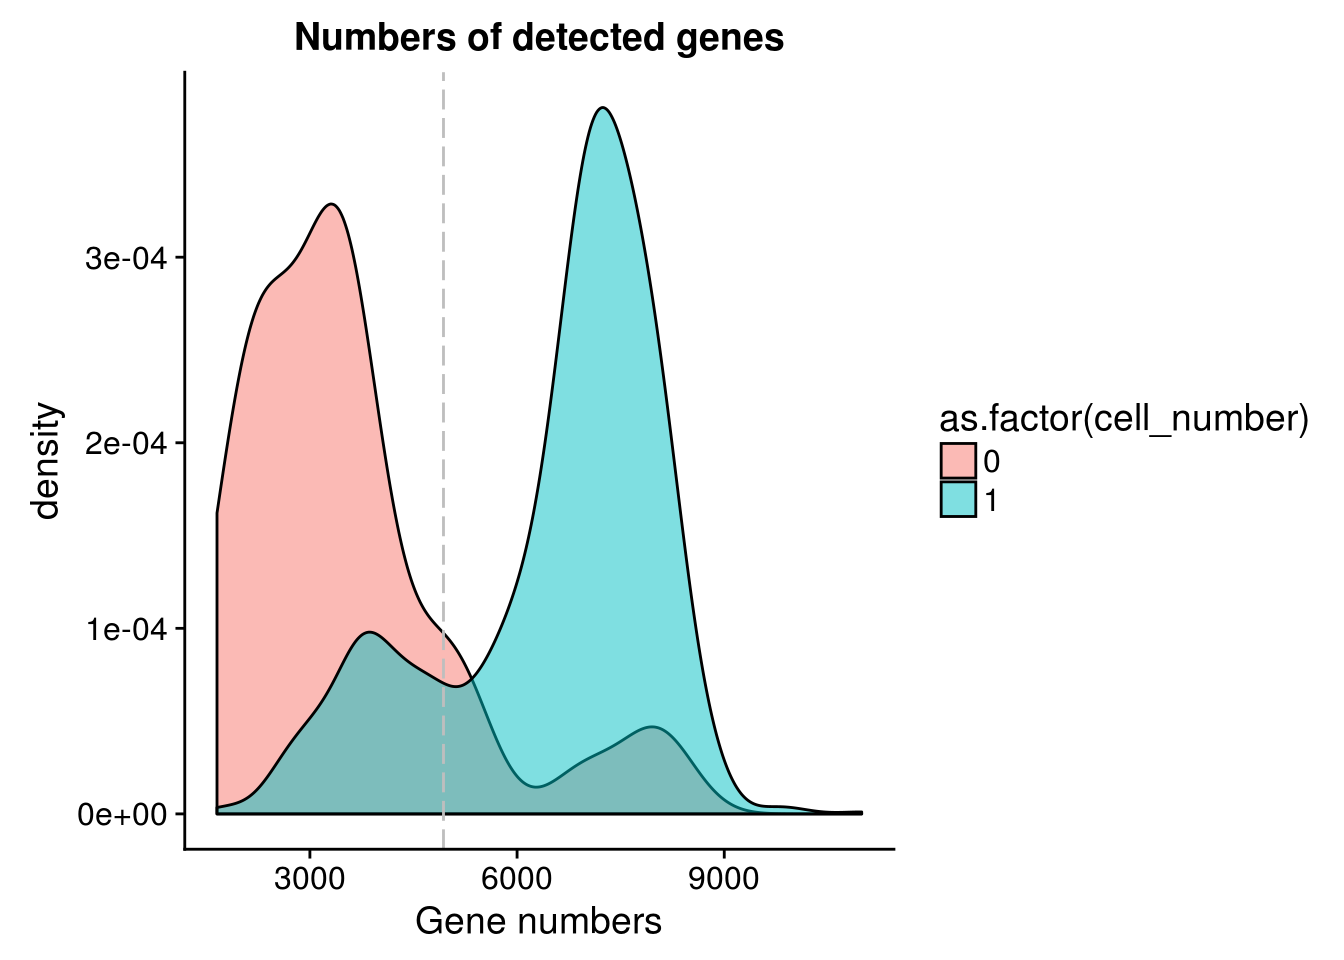 Numbers of detected genes
density
3e-04
2e-04
1e-04
0e+00
3000 6000 9000
Gene numbers
as.factor(cell_number)
0
1